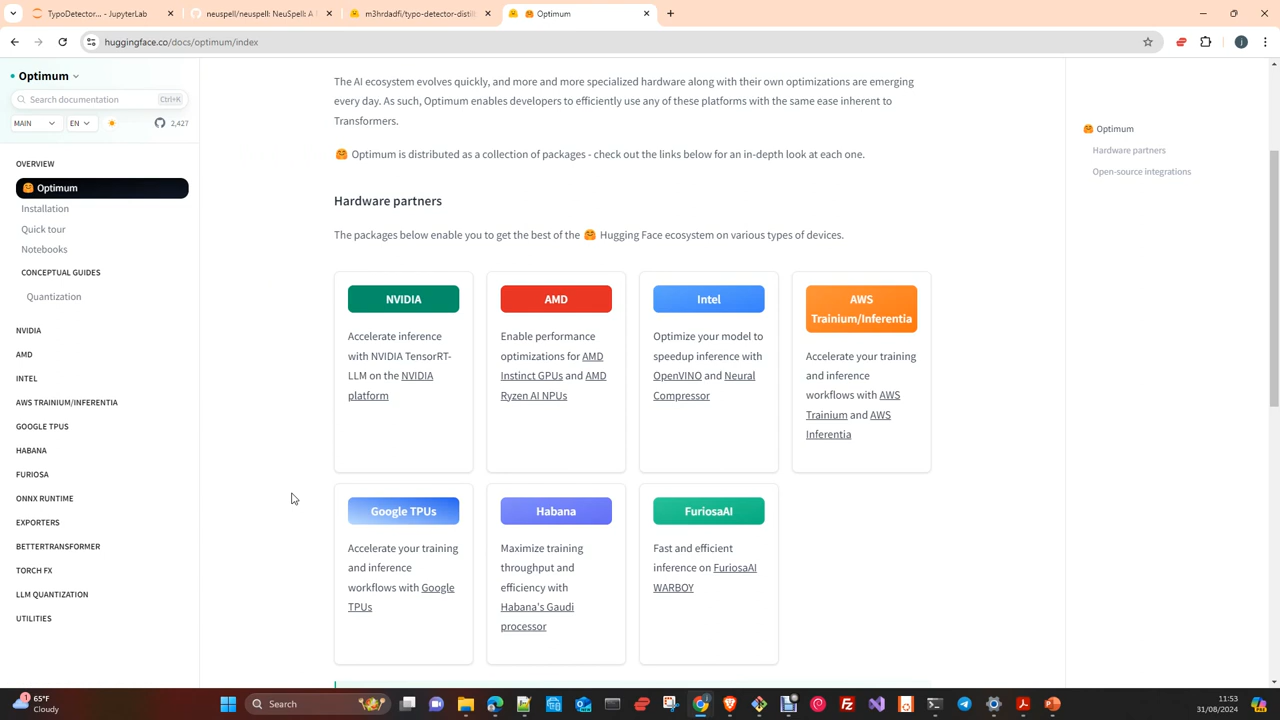 TypoDetector... - JupyterLab
neuspell/neuspell: NeuSpell: A
m3hrdadfi/typo-detector-distil
Optimum
huggingface.co/docs/optimum/index
Optimum
Search documentation
Ctrl+K
MAIN
EN
2,427
OVERVIEW
Optimum
Installation
Quick tour
Notebooks
CONCEPTUAL GUIDES
Quantization
NVIDIA
AMD
INTEL
AWS TRAINIUM/INFERENTIA
GOOGLE TPUS
HABANA
FURIOSA
ONNX RUNTIME
EXPORTERS
BETTERTRANSFORMER
TORCH FX
LLM QUANTIZATION
UTILITIES
The AI ecosystem evolves quickly, and more and more specialized hardware along with their own optimizations are emerging
every day. As such, Optimum enables developers to efficiently use any of these platforms with the same ease inherent to
Transformers.
Optimum is distributed as a collection of packages - check out the links below for an in-depth look at each one.
Hardware partners
The packages below enable you to get the best of the 🤗 Hugging Face ecosystem on various types of devices.
NVIDIA
Accelerate inference
with NVIDIA TensorRT-
LLM on the NVIDIA
platform
AMD
Enable performance
optimizations for AMD
Instinct GPUs and AMD
Ryzen AI NPUs
Intel
Optimize your model to
speedup inference with
OpenVINO and Neural
Compressor
AWS
Trainium/Inferentia
Accelerate your training
and inference
workflows with AWS
Trainium and AWS
Inferentia
Google TPUs
Accelerate your training
and inference
workflows with Google
TPUs
Habana
Maximize training
throughput and
efficiency with
Habana's Gaudi
processor
FuriosaAI
Fast and efficient
inference on FuriosaAI
WARBOY
Optimum
Hardware partners
Open-source integrations
1
65°F
Cloudy
Search
11:53
31/08/2024